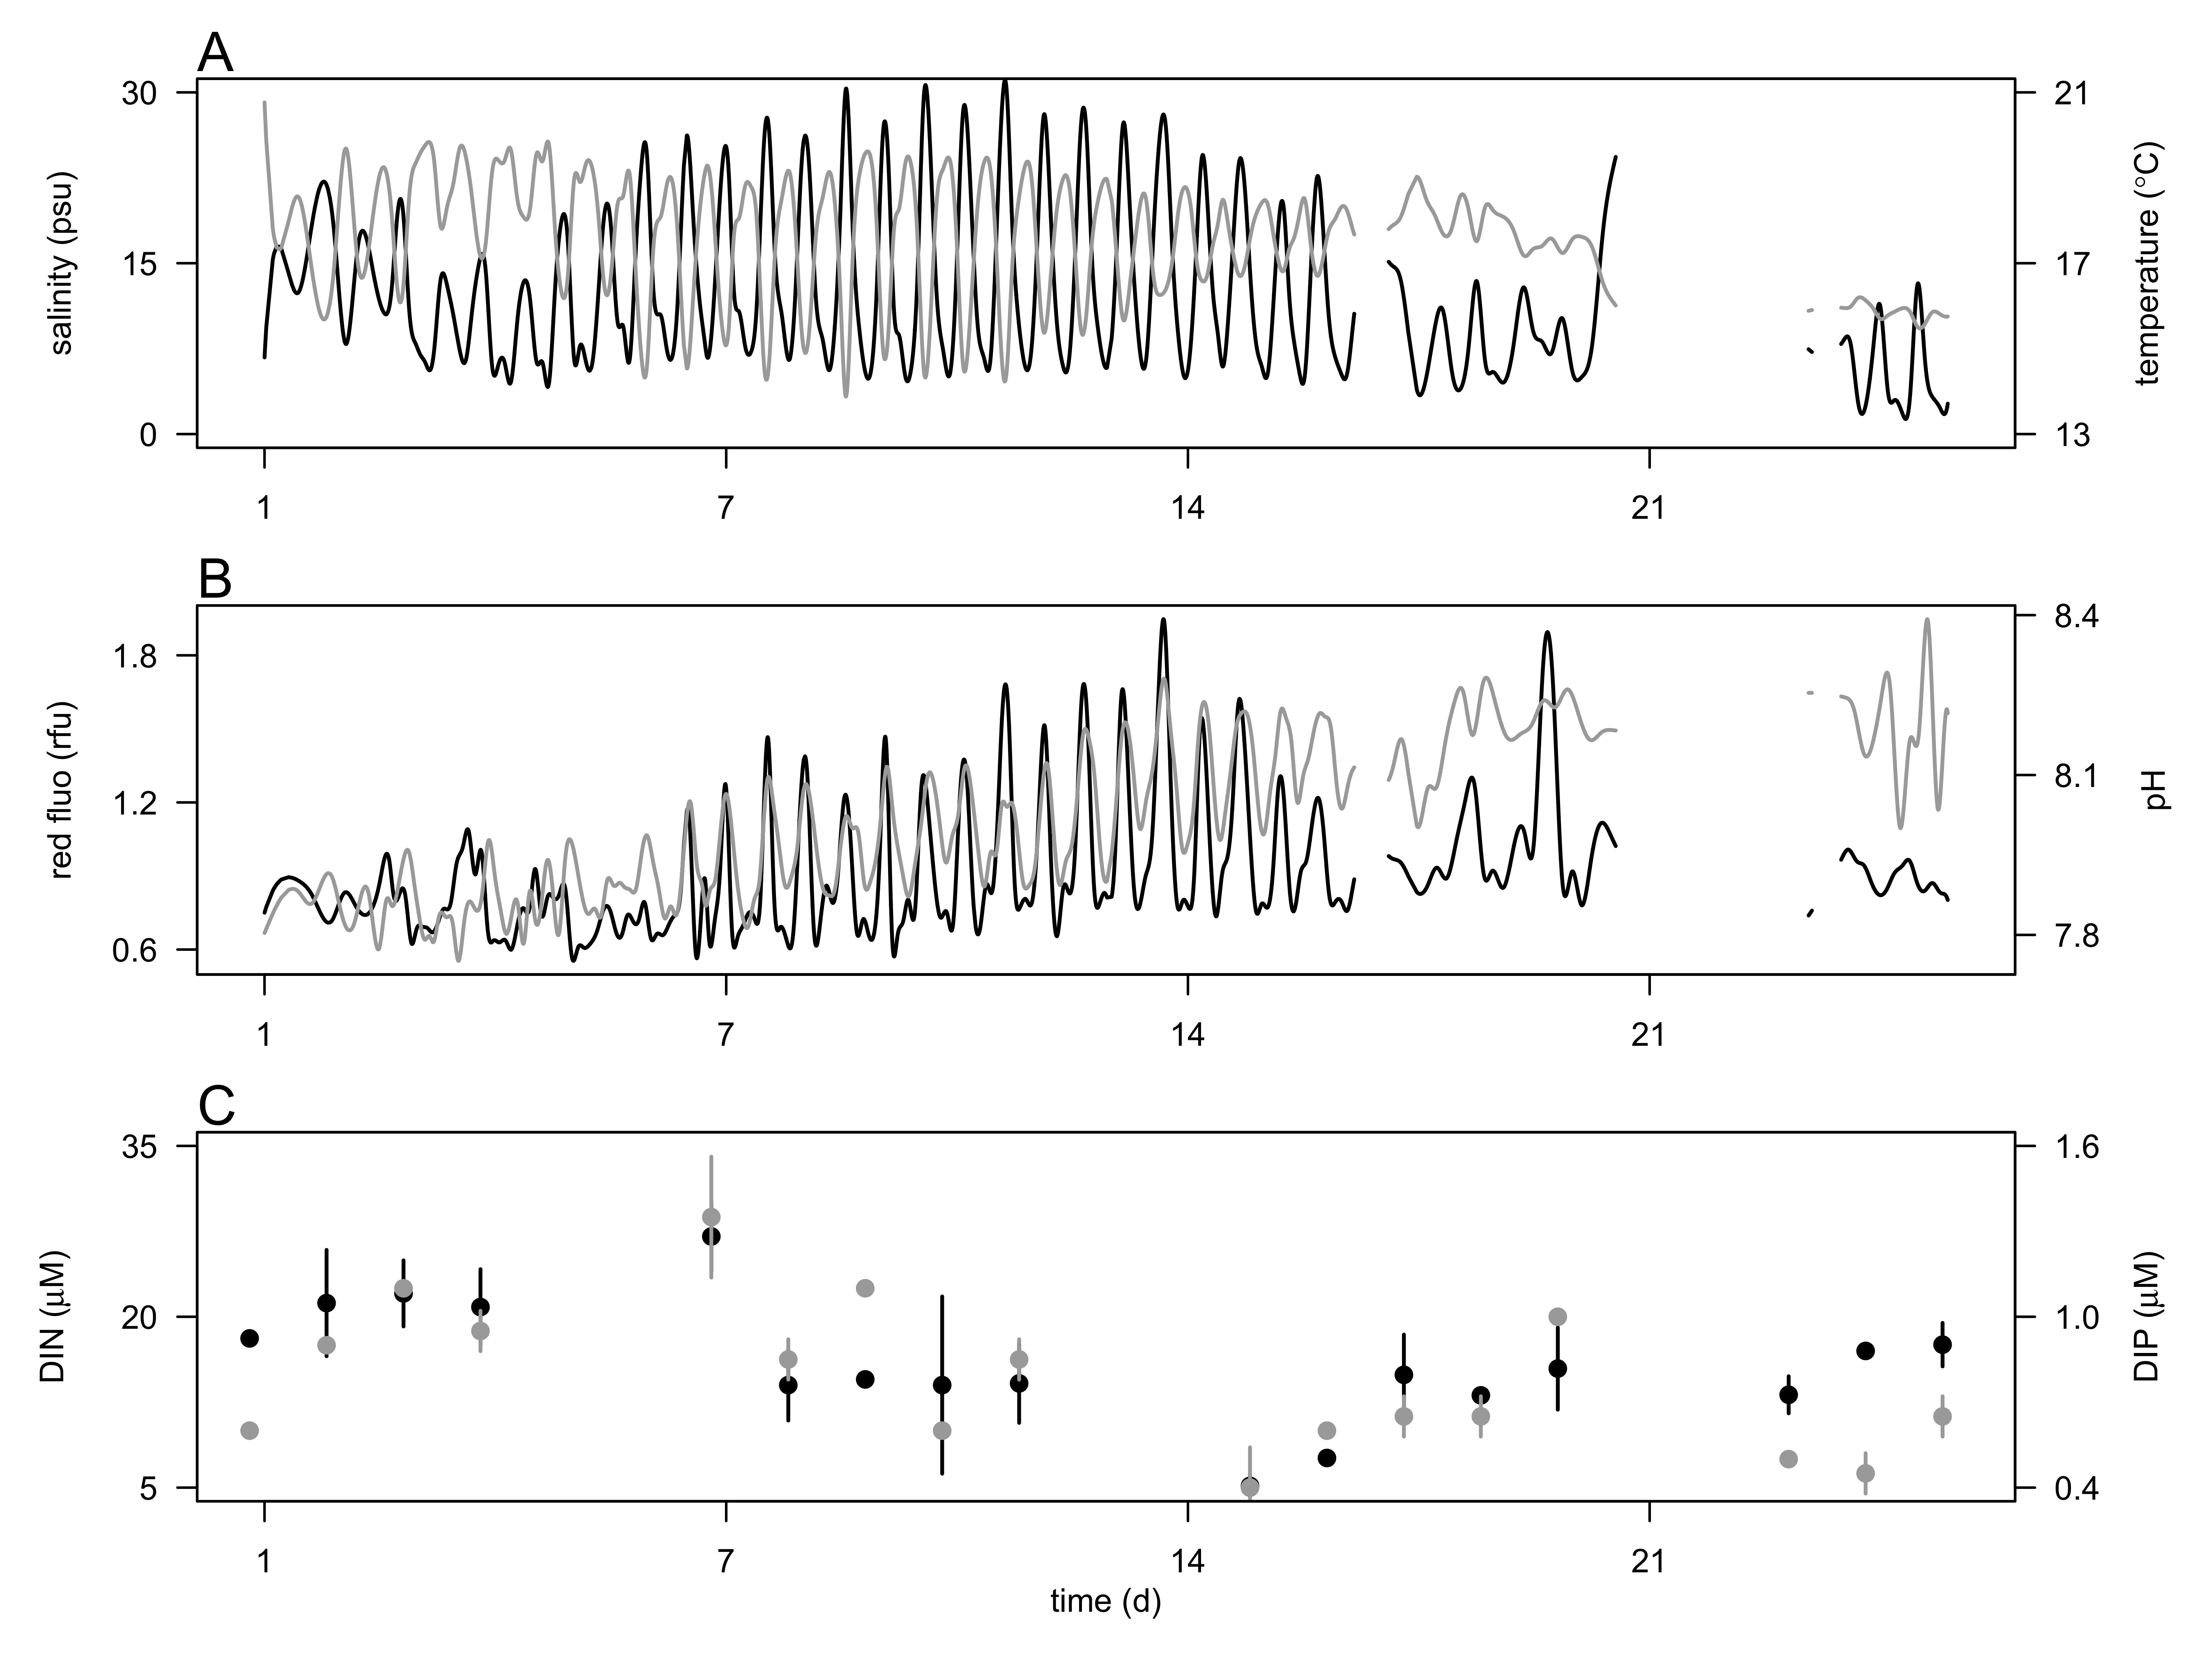 A
30
15
0
salinity (psu)
21
17
13
temperature (°C)
1 7 14 21
B
1.8
1.2
0.6
red fluo (rfu)
8.4
8.1
7.8
pH
1 7 14 21
C
35
20
5
DIN (μM)
1.6
1.0
0.4
DIP (μM)
1 7 14 21
time (d)